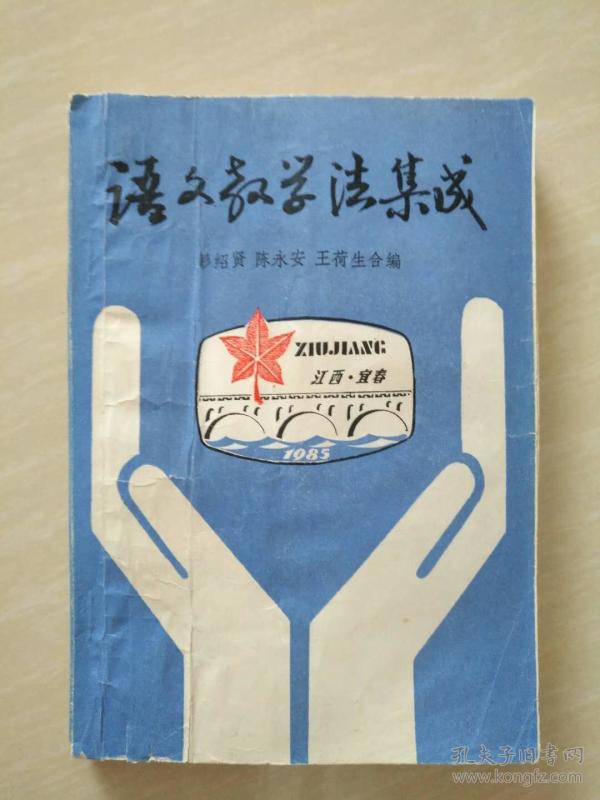 语文教学法集成
彭绍贤 陈永安 王荷生合编
XIUJIANG
江西·宜春
1985
孔夫子旧书网
www.kongfz.com